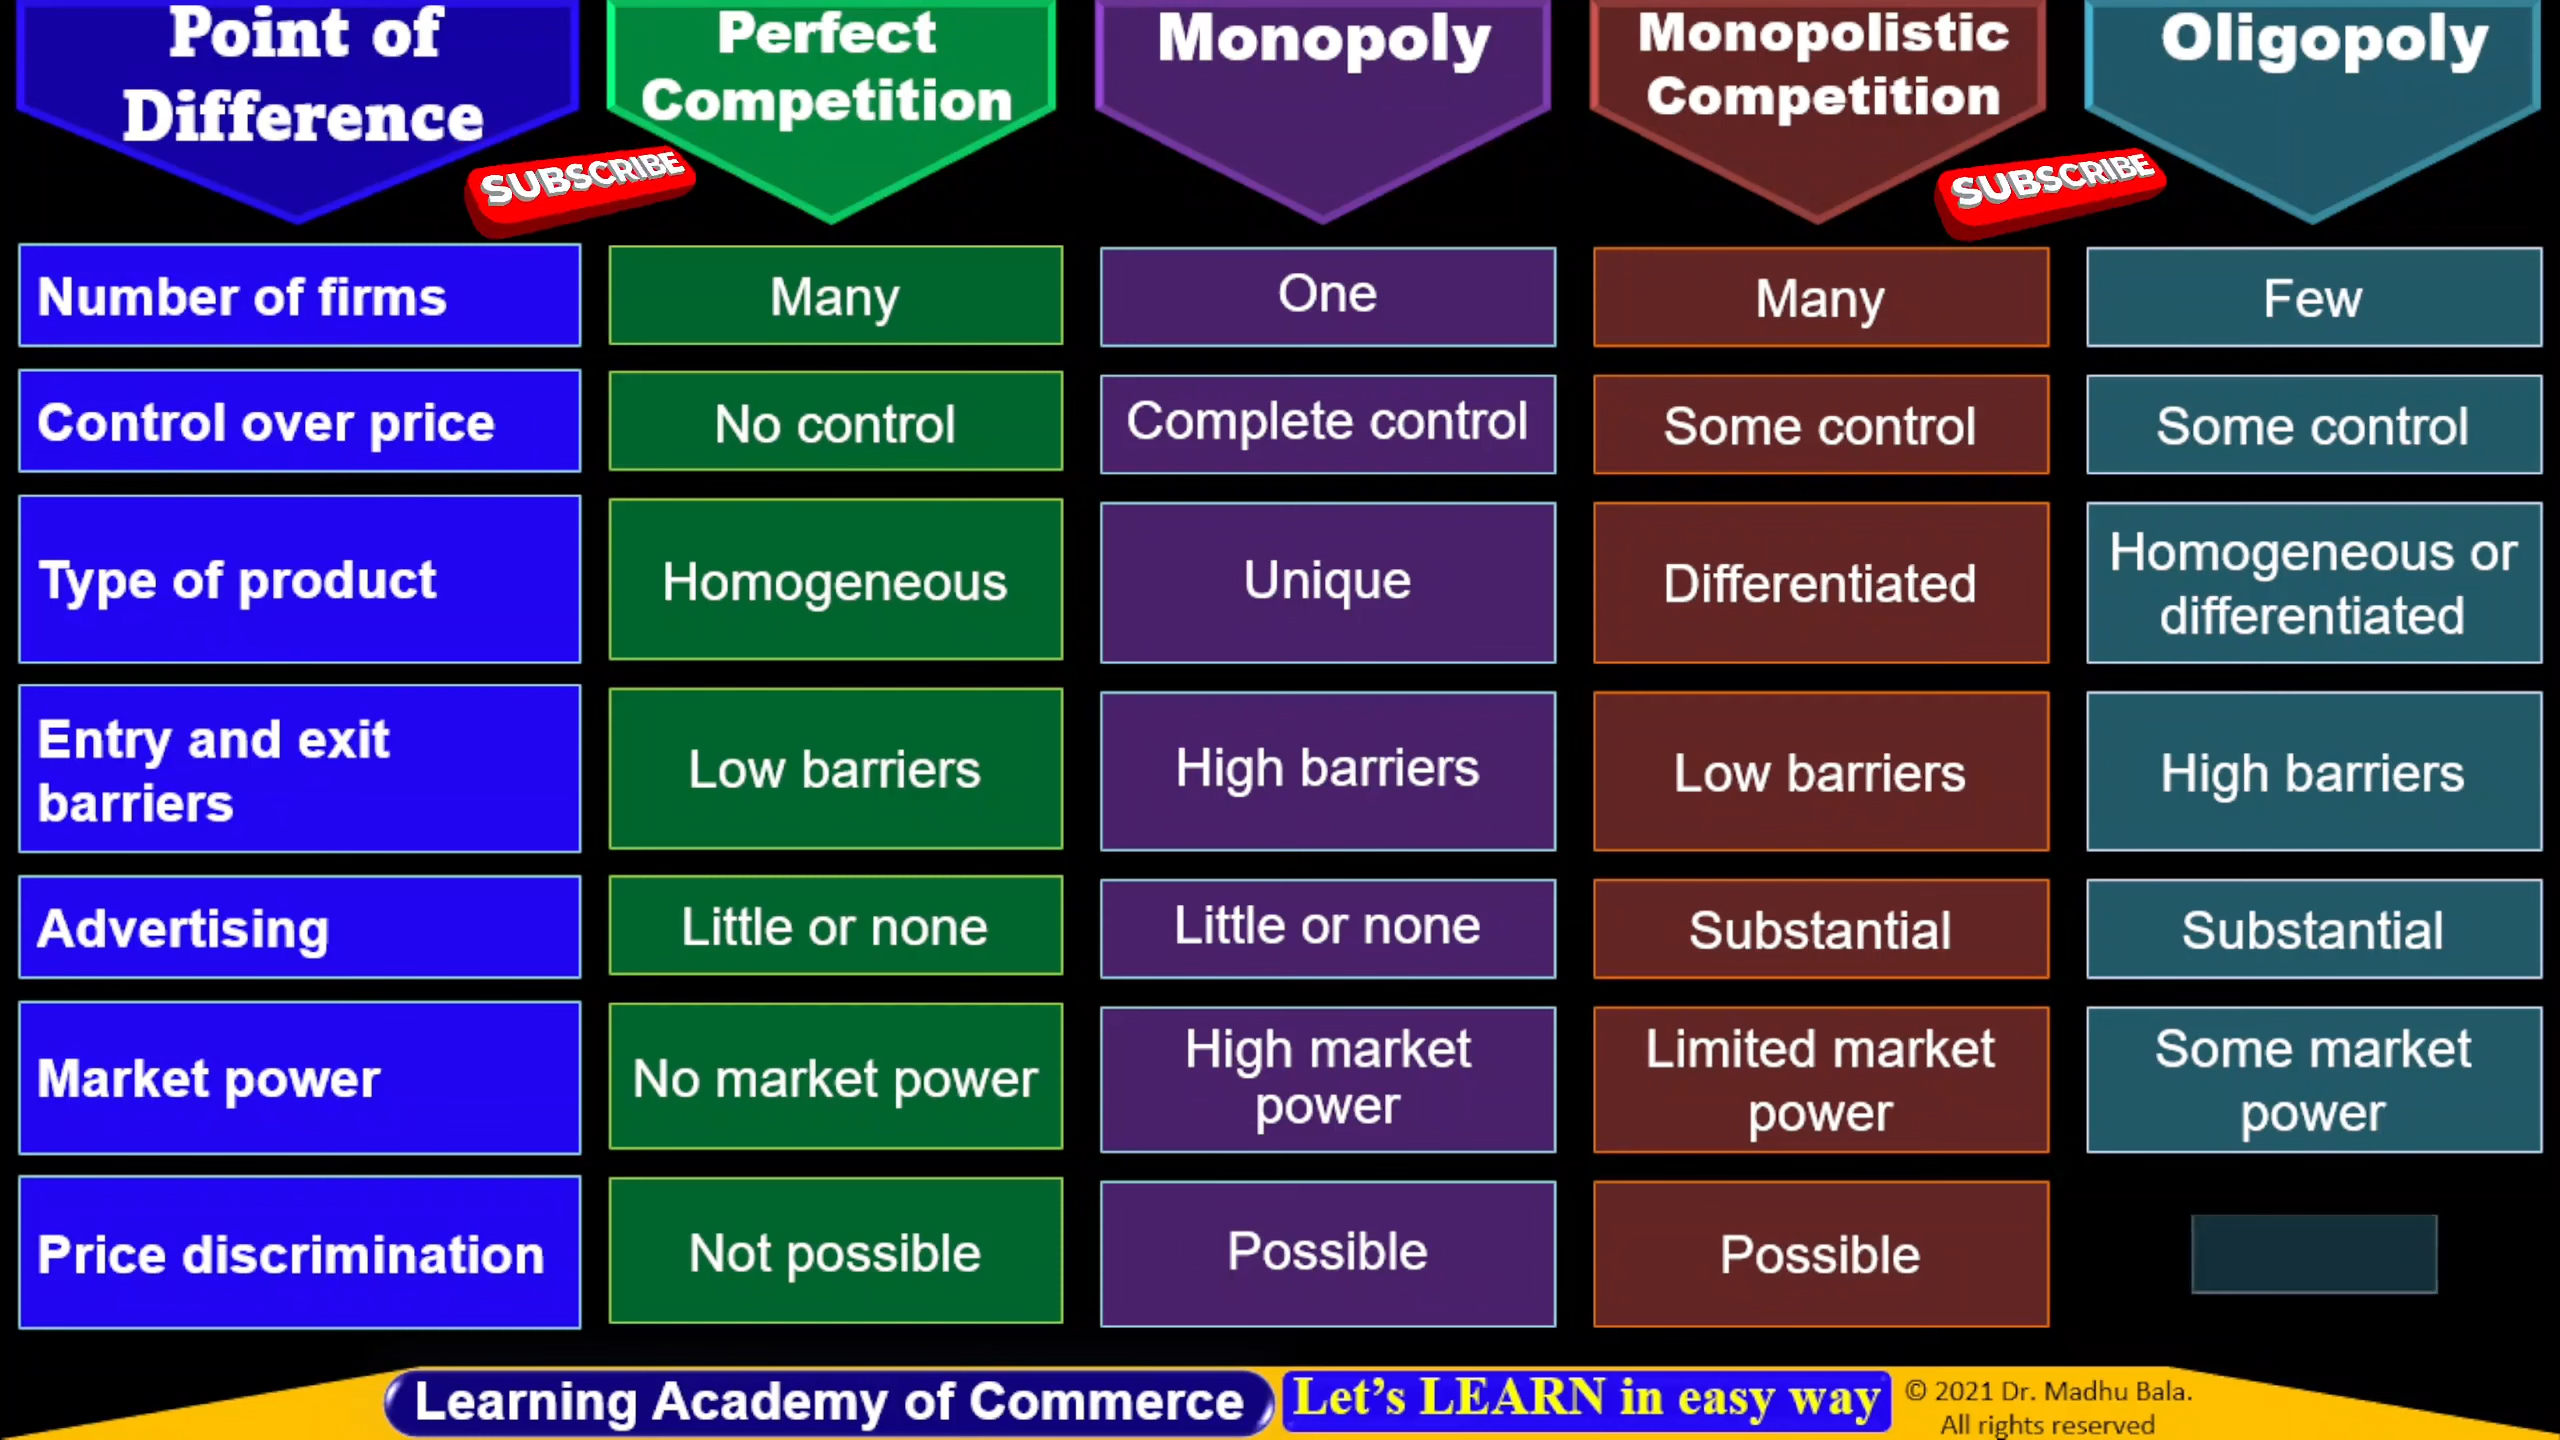 Point of
Difference
Perfect
Competition
Monopoly
Monopolistic
Competition
Oligopoly
SUBSCRIBE
SUBSCRIBE
Number of firms
Many
One
Many
Few
Control over price
No control
Complete control
Some control
Some control
Type of product
Homogeneous
Unique
Differentiated
Homogeneous or
differentiated
Entry and exit
barriers
Low barriers
High barriers
Low barriers
High barriers
Advertising
Little or none
Little or none
Substantial
Substantial
Market power
No market power
High market
power
Limited market
power
Some market
power
Price discrimination
Not possible
Possible
Possible
Learning Academy of Commerce
Let's LEARN in easy way
© 2021 Dr. Madhu Bala.
All rights reserved